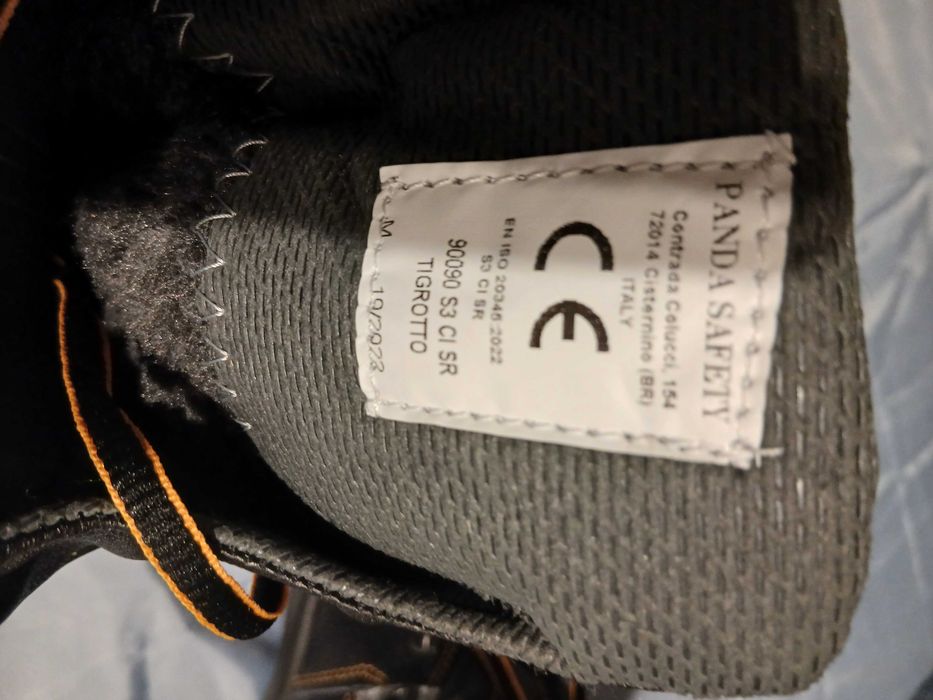 PANDA SAFETY
Contrada Colucci, 154
72014 Cisternino (BR)
ITALY
CE
EN ISO 20345:2022
S3 CI SR
90090 S3 CI SR
TIGROTTO
M 19/2023